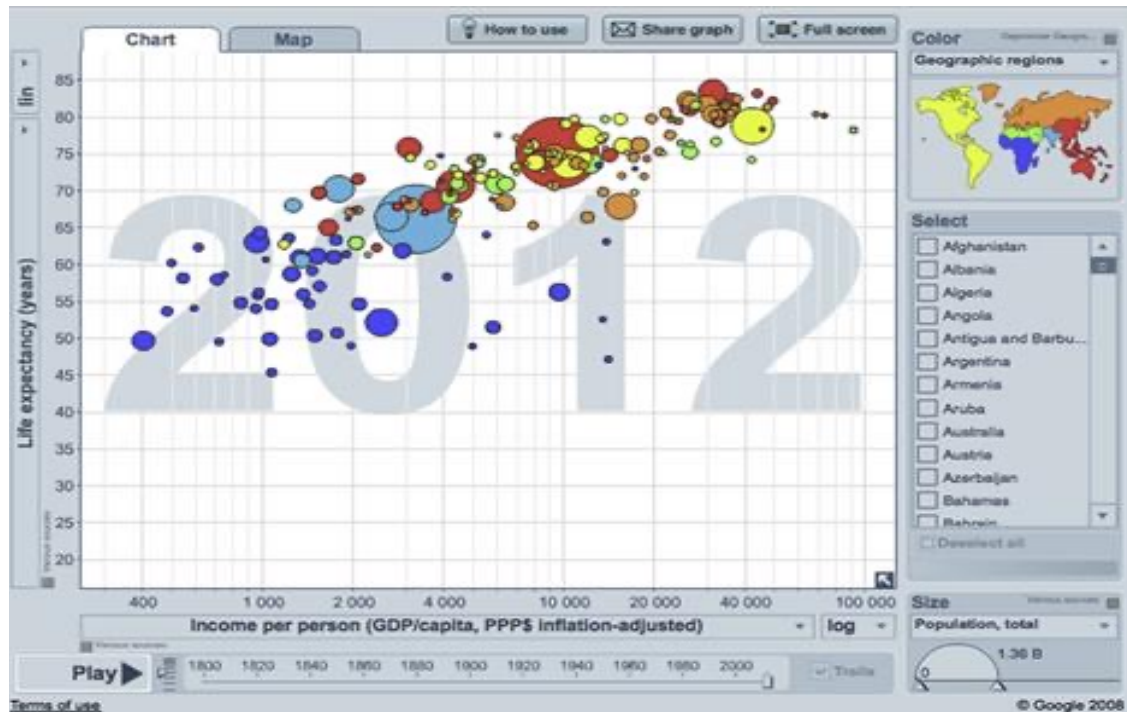 Chart
Map
How to use
Share graph
Full screen
Color
Geographic regions
lin
Life expectancy (years)
85
80
75
70
65
60
55
50
45
40
35
30
25
20
2012
400
1 000
2 000
4 000
10 000
20 000
40 000
100 000
Income per person (GDP/capita, PPP$ inflation-adjusted)
log
Select
Afghanistan
Albania
Algeria
Angola
Antigua and Barbu...
Argentina
Armenia
Aruba
Australia
Austria
Azerbaijan
Bahamas
Bahrain
Deselect all
Size
Population, total
1.36 B
0
Play
1800 1820 1840 1860 1880 1900 1920 1940 1960 1980 2000
Trails
Terms of use
© Google 2008